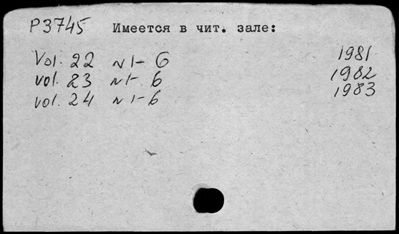 P3745 Имеется в чит. зале:
Vol. 22 N 1-6 1981
vol. 23 N 1-6 1982
vol. 24 N 1-6 1983